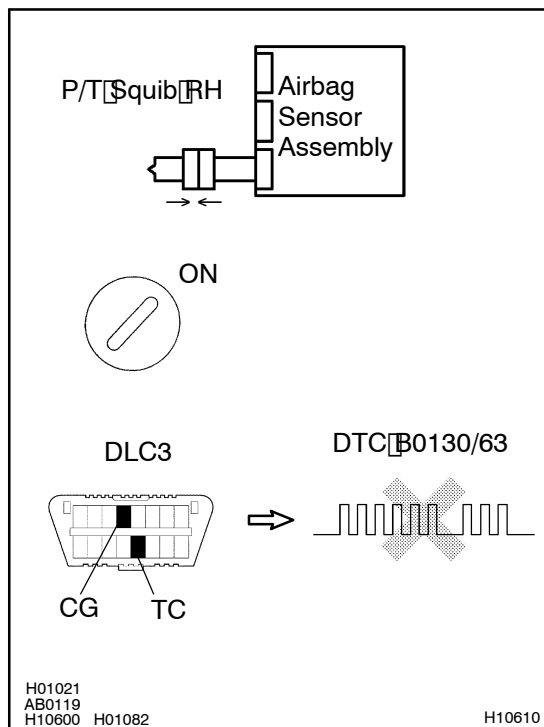 P/T Squib RH
Airbag
Sensor
Assembly
ON
DLC3
DTC B0130/63
CG
TC
H01021
AB0119
H10600 H01082
H10610